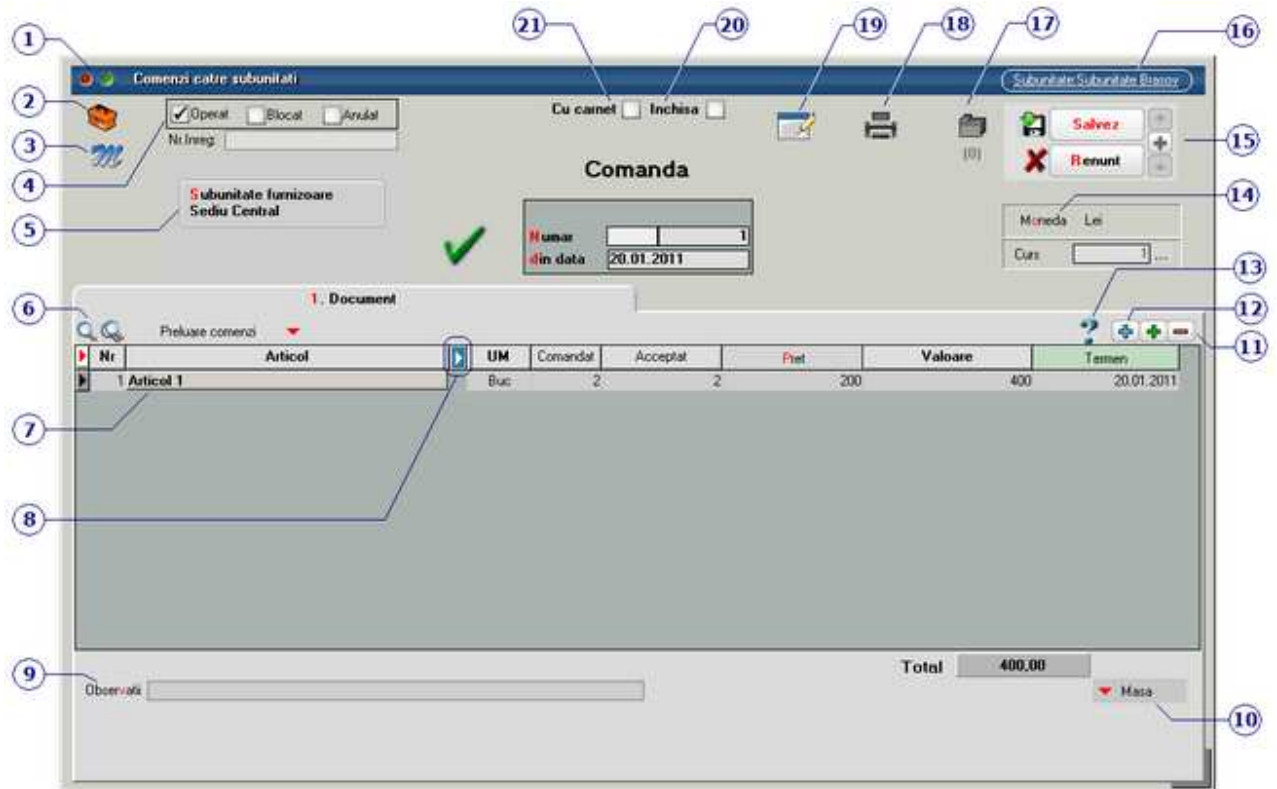 21 20 19 18 17 16
1
Comenzi catre subunitati
Subunitate:Subunitate Brasov
2
Operat Blocat Anulat
Cu carnet Inchisa
Nr.Inreg:
(0)
Salvez
Renunt
15
3
4
Comanda
Subunitate furnizoare
Sediu Central
5
Numar 1
din data 20.01.2011
Moneda Lei
14
Curs 1 ...
13
1. Document
6
Preluare comenzi
12
11
Nr Articol UM Comandat Acceptat Pret Valoare Termen
1 Articol 1 Buc 2 2 200 400 20.01.2011
7
8
Total 400,00
9
Observatii
Masa
10